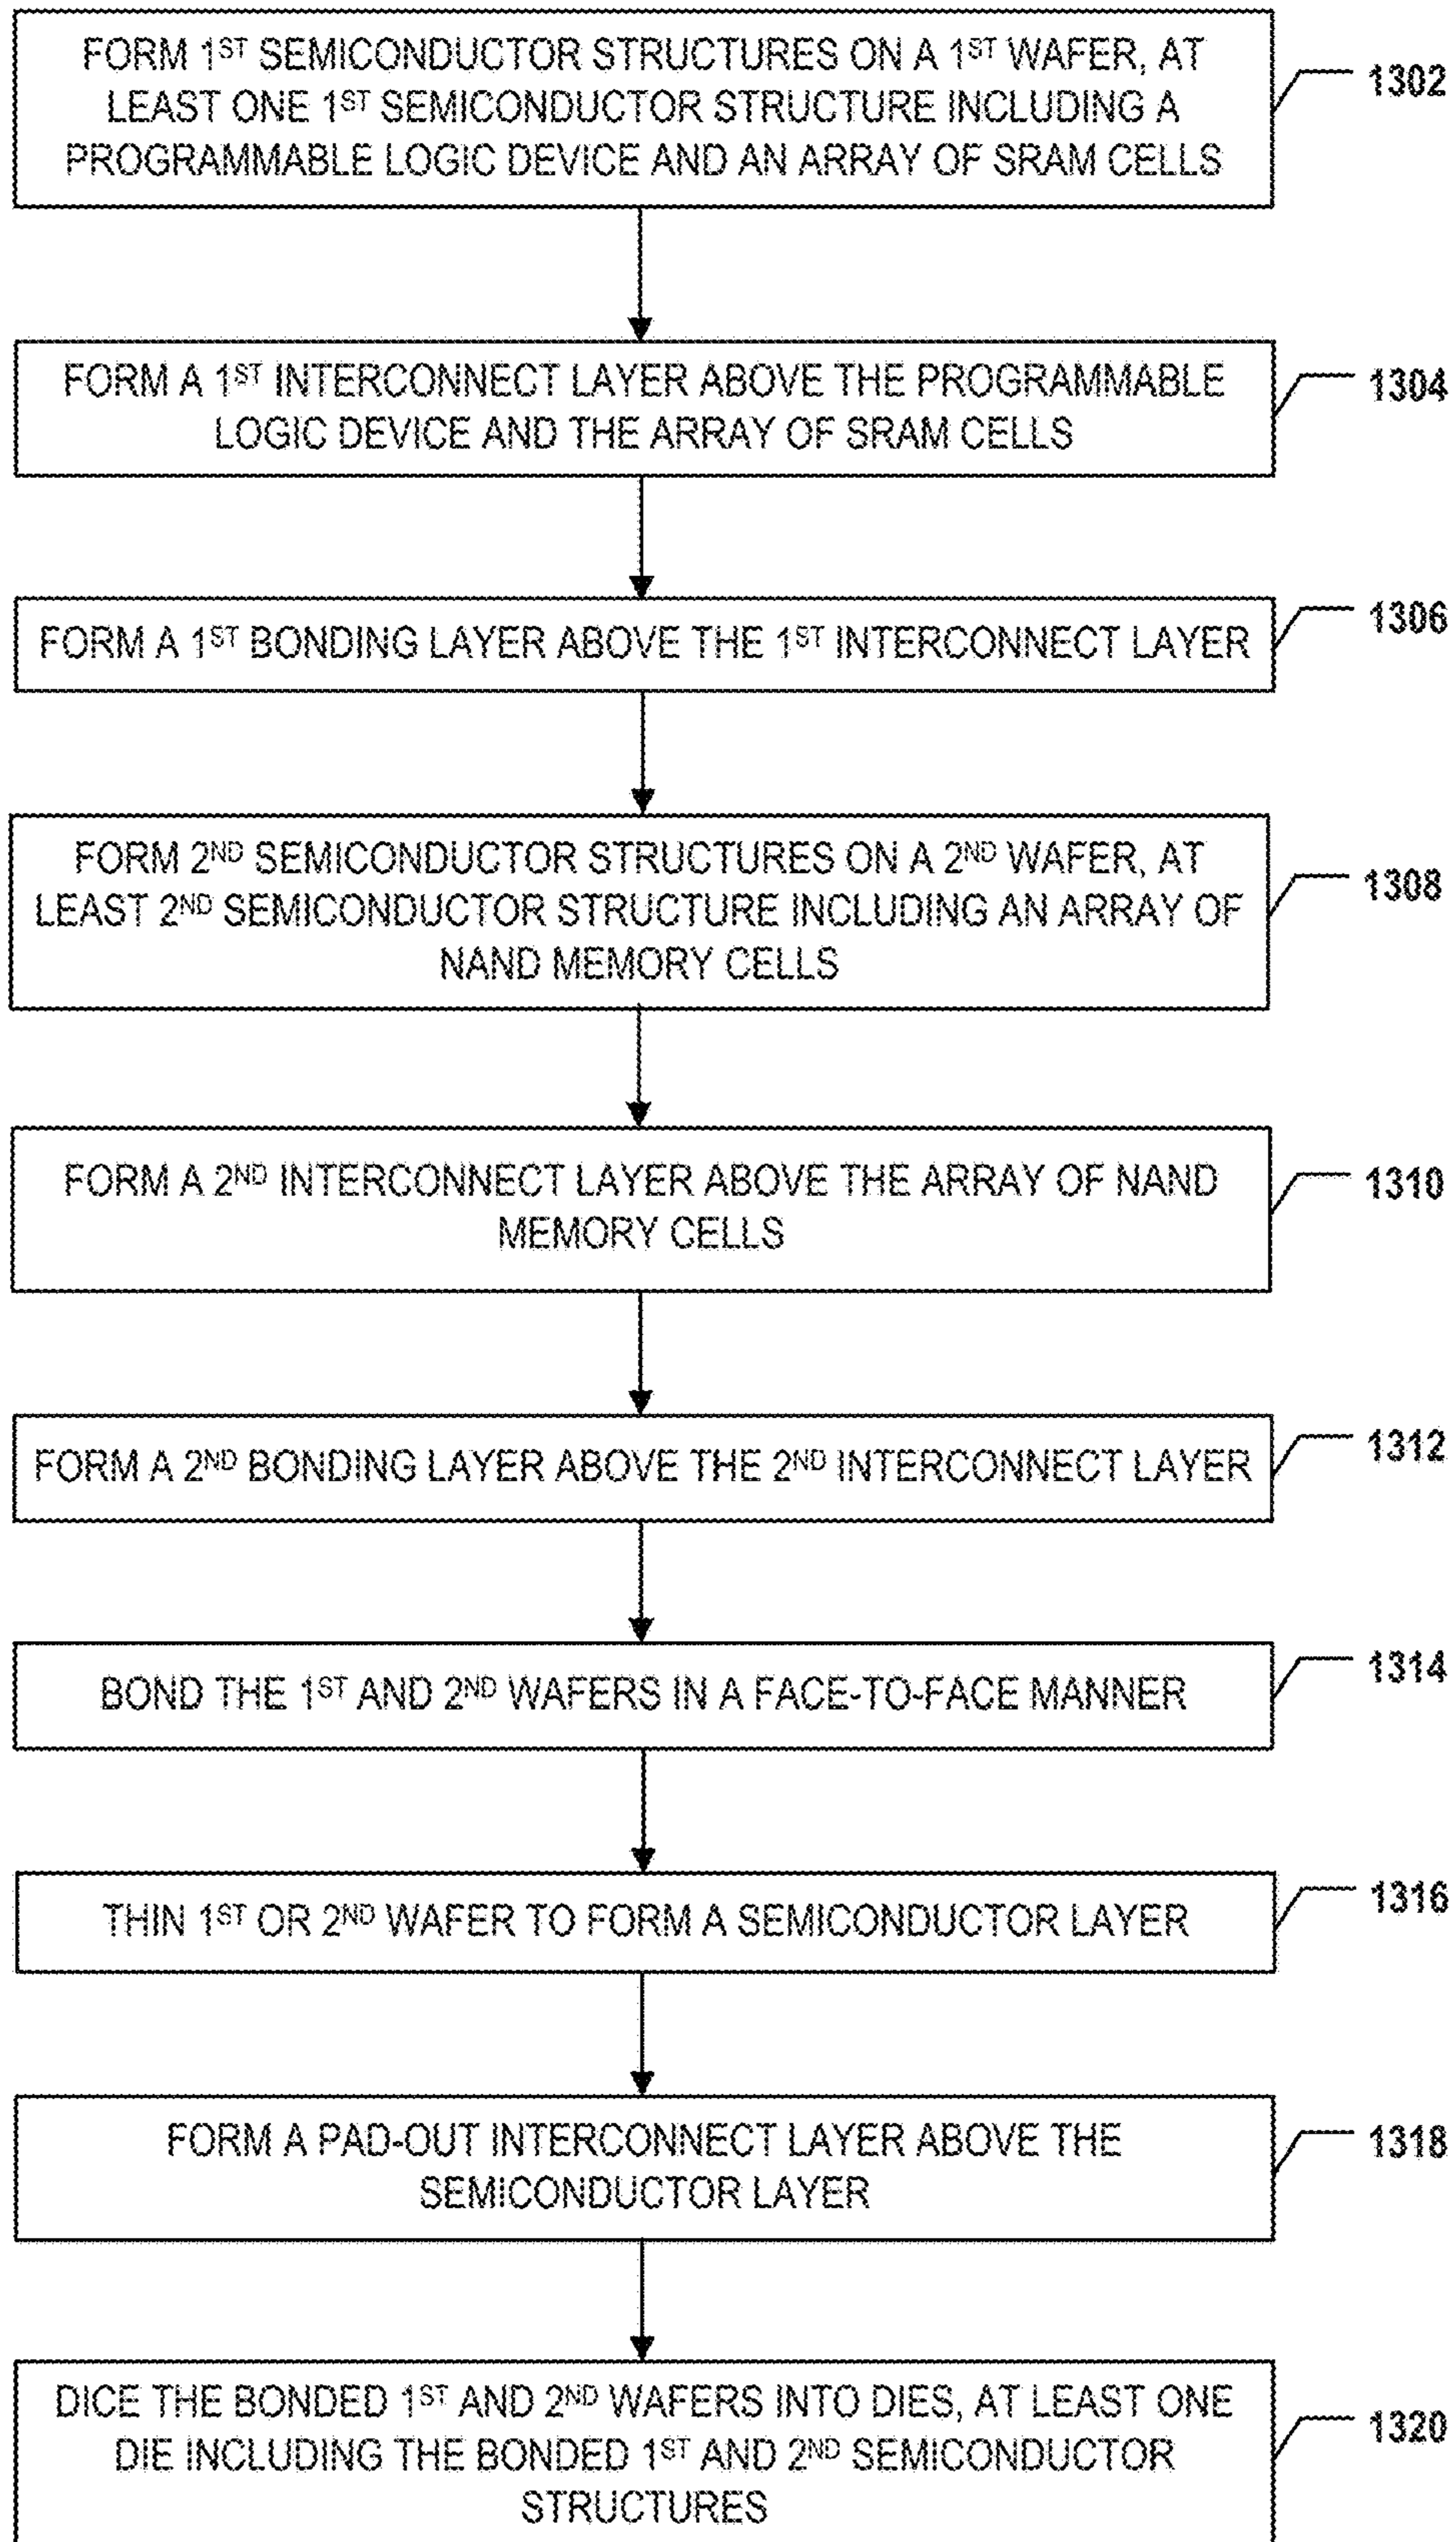 FORM 1ST SEMICONDUCTOR STRUCTURES ON A 1ST WAFER, AT
LEAST ONE 1ST SEMICONDUCTOR STRUCTURE INCLUDING A
PROGRAMMABLE LOGIC DEVICE AND AN ARRAY OF SRAM CELLS
1302
FORM A 1ST INTERCONNECT LAYER ABOVE THE PROGRAMMABLE
LOGIC DEVICE AND THE ARRAY OF SRAM CELLS
1304
FORM A 1ST BONDING LAYER ABOVE THE 1ST INTERCONNECT LAYER
1306
FORM 2ND SEMICONDUCTOR STRUCTURES ON A 2ND WAFER, AT
LEAST 2ND SEMICONDUCTOR STRUCTURE INCLUDING AN ARRAY OF
NAND MEMORY CELLS
1308
FORM A 2ND INTERCONNECT LAYER ABOVE THE ARRAY OF NAND
MEMORY CELLS
1310
FORM A 2ND BONDING LAYER ABOVE THE 2ND INTERCONNECT LAYER
1312
BOND THE 1ST AND 2ND WAFERS IN A FACE-TO-FACE MANNER
1314
THIN 1ST OR 2ND WAFER TO FORM A SEMICONDUCTOR LAYER
1316
FORM A PAD-OUT INTERCONNECT LAYER ABOVE THE
SEMICONDUCTOR LAYER
1318
DICE THE BONDED 1ST AND 2ND WAFERS INTO DIES, AT LEAST ONE
DIE INCLUDING THE BONDED 1ST AND 2ND SEMICONDUCTOR
STRUCTURES
1320